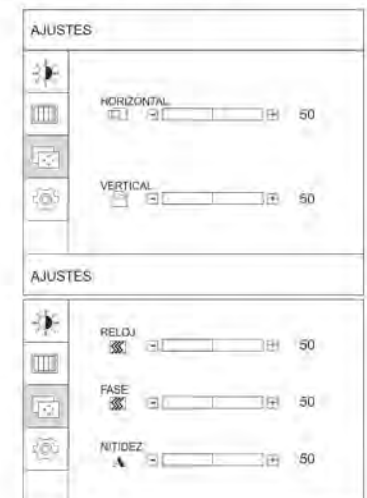 AJUSTES
HORIZONTAL
50
VERTICAL
50
AJUSTES
RELOJ
50
FASE
50
NITIDEZ
50